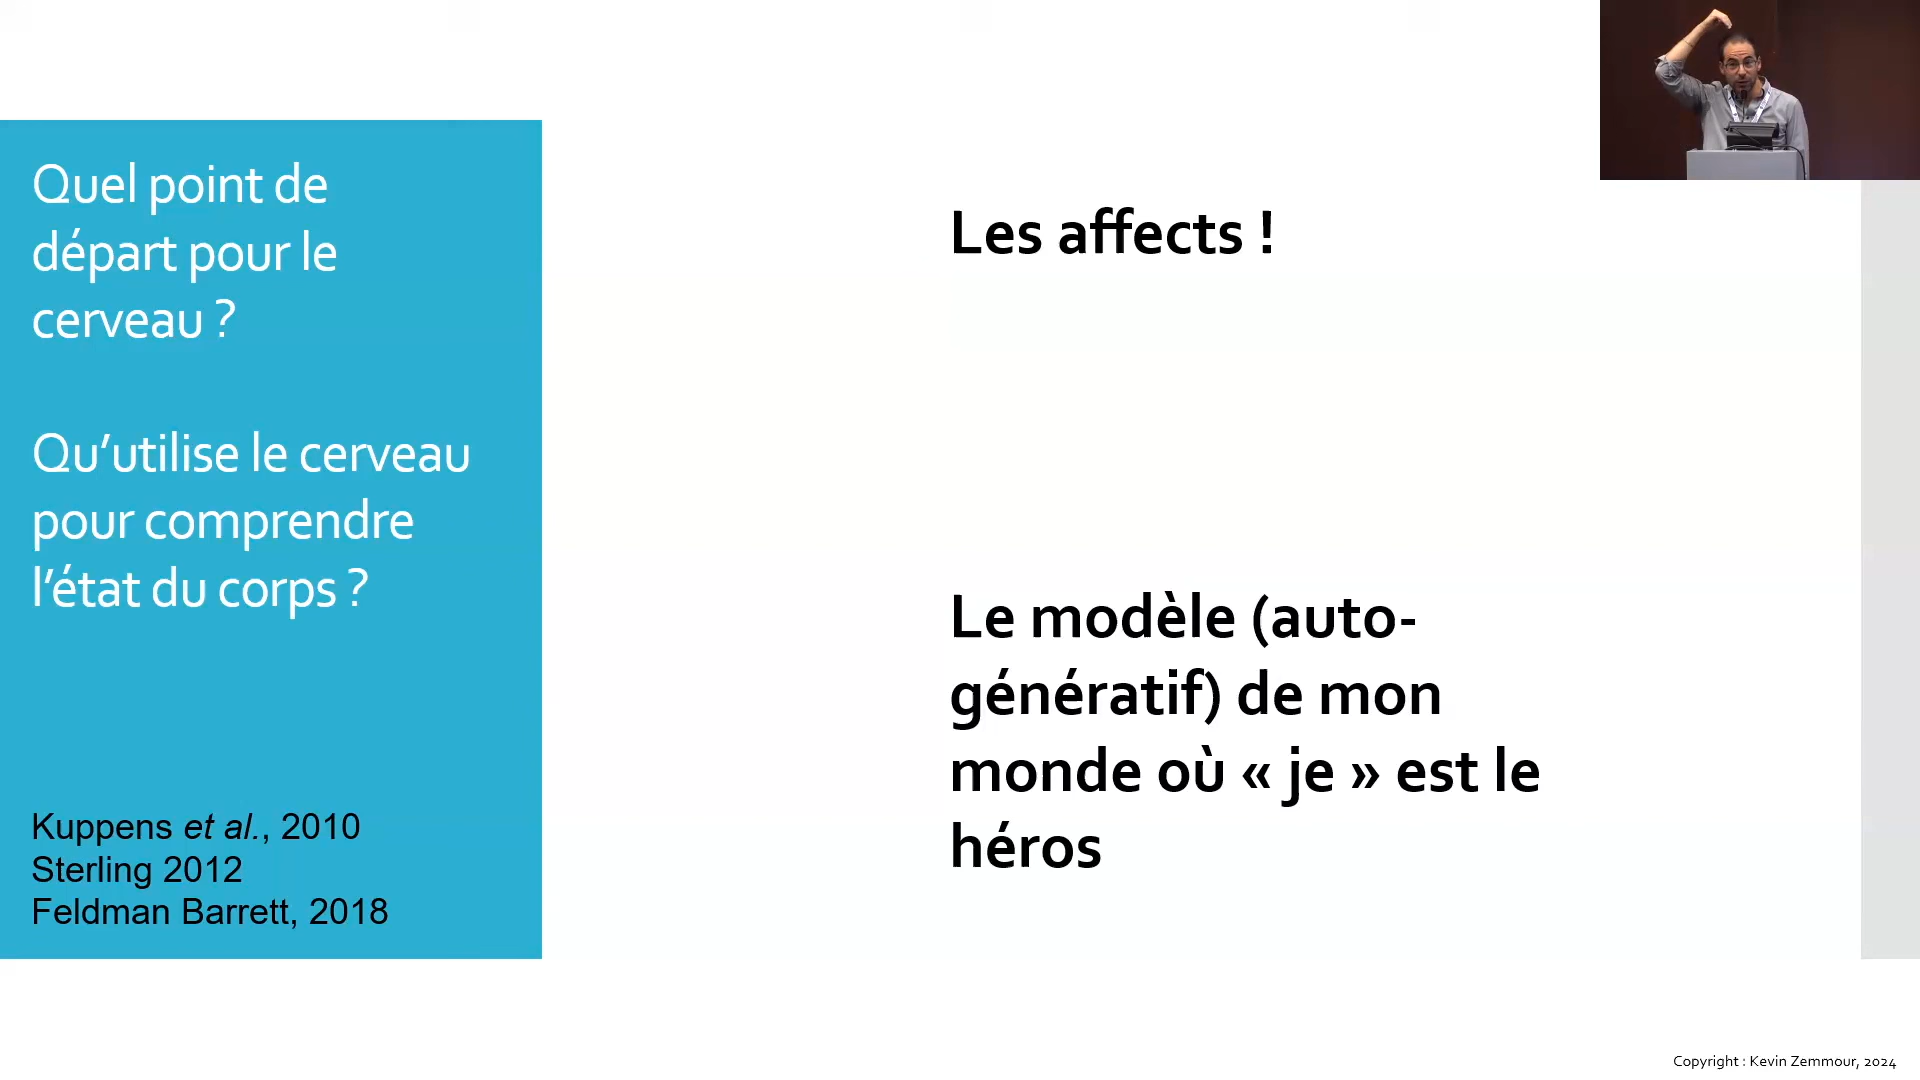 Quel point de
départ pour le
cerveau ?
Qu’utilise le cerveau
pour comprendre
l’état du corps ?
Kuppens et al., 2010
Sterling 2012
Feldman Barrett, 2018
Les affects !
Le modèle (auto-
génératif) de mon
monde où « je » est le
héros
Copyright : Kevin Zemmour, 2024